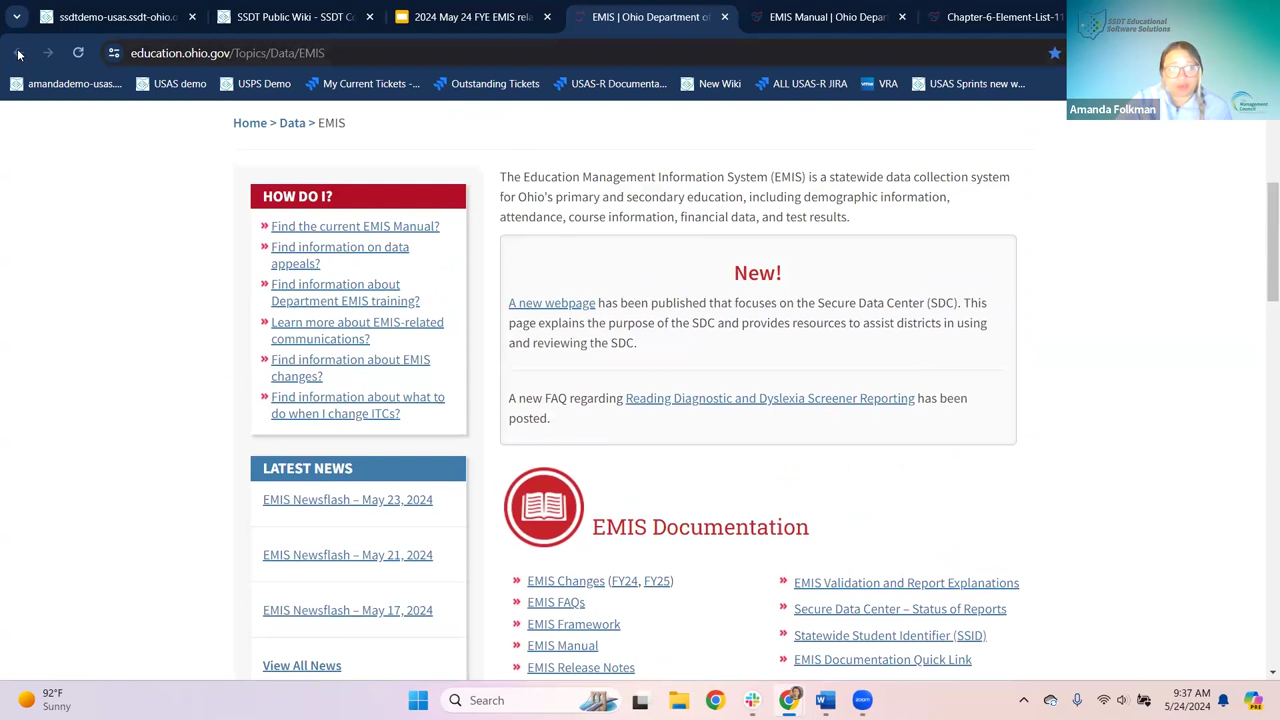 usas.docs.ssdt-ohio.org/usas
SSDT Public Wiki - SSDT Co
2024 May 24 FYE EMIS rela
EMIS | Ohio Department of
EMIS Manual | Ohio Depar
Chapter-6-Element-List-11
SSDT Educational
Software Solutions
education.ohio.gov/Topics/Data/EMIS
amandademo-usas....
USAS demo
USPS Demo
My Current Tickets -...
Outstanding Tickets
USAS-R Documentat...
New Wiki
ALL USAS-R JIRA
VRA
USAS Sprints new w...
Management
Council
Amanda Folkman
Home > Data > EMIS
HOW DO I?
Find the current EMIS Manual?
Find information on data
appeals?
Find information about
Department EMIS training?
Learn more about EMIS-related
communications?
Find information about EMIS
changes?
Find information about what to
do when I change ITCs?
LATEST NEWS
EMIS Newsflash – May 23, 2024
EMIS Newsflash – May 21, 2024
EMIS Newsflash – May 17, 2024
View All News
The Education Management Information System (EMIS) is a statewide data collection system
for Ohio's primary and secondary education, including demographic information,
attendance, course information, financial data, and test results.
New!
A new webpage has been published that focuses on the Secure Data Center (SDC). This
page explains the purpose of the SDC and provides resources to assist districts in using
and reviewing the SDC.
A new FAQ regarding Reading Diagnostic and Dyslexia Screener Reporting has been
posted.
EMIS Documentation
EMIS Changes (FY24, FY25)
EMIS FAQs
EMIS Framework
EMIS Manual
EMIS Release Notes
EMIS Validation and Report Explanations
Secure Data Center – Status of Reports
Statewide Student Identifier (SSID)
EMIS Documentation Quick Link
92°F
Sunny
Search
9:37 AM
5/24/2024